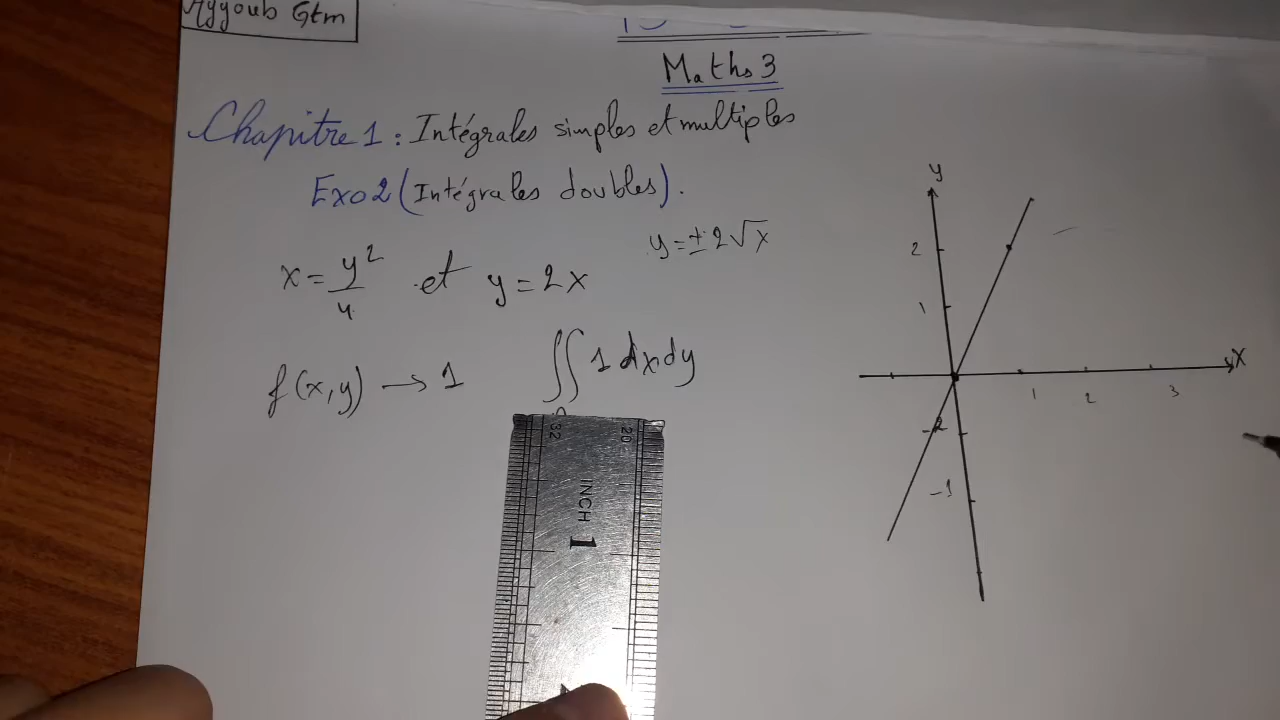 Ayyoub Gtm
Maths 3
Chapitre 1 : Intégrales simples et multiples
Exo2 (Intégrales doubles).
y = ± 2√x
x = y²/4 et y = 2x
f(x,y) → 1 ∬ 1 dxdy
y
2
1
X
1 2 3
-2
-1
32 20
INCH 1